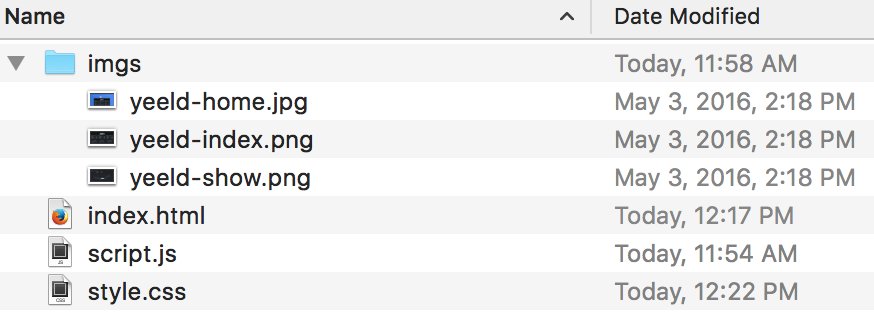 Name Date Modified
imgs Today, 11:58 AM
yeeld-home.jpg May 3, 2016, 2:18 PM
yeeld-index.png May 3, 2016, 2:18 PM
yeeld-show.png May 3, 2016, 2:18 PM
index.html Today, 12:17 PM
JS script.js Today, 11:54 AM
CSS style.css Today, 12:22 PM